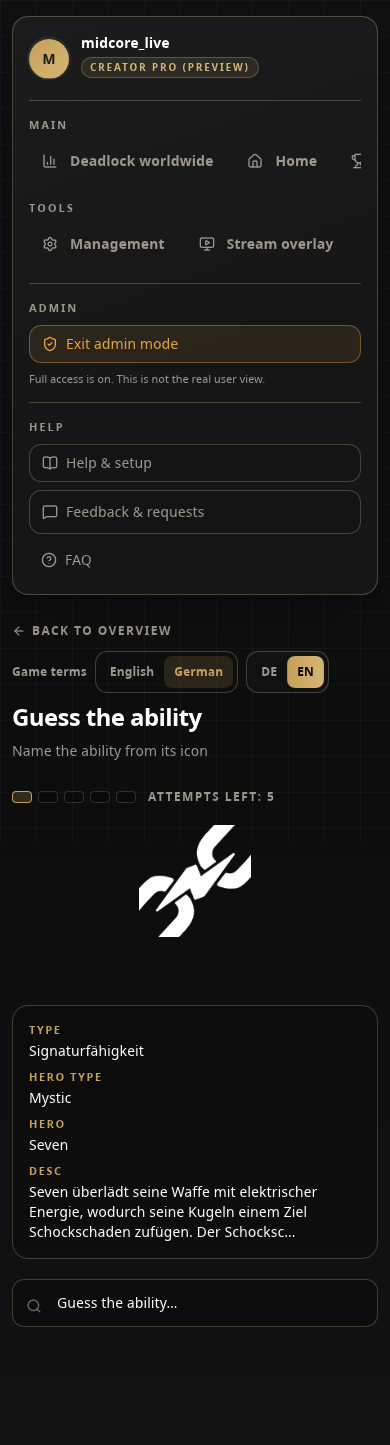 M
midcore_live
CREATOR PRO (PREVIEW)
MAIN
Deadlock worldwide
Home
TOOLS
Management
Stream overlay
ADMIN
Exit admin mode
Full access is on. This is not the real user view.
HELP
Help & setup
Feedback & requests
FAQ
BACK TO OVERVIEW
Game terms English German DE EN
Guess the ability
Name the ability from its icon
ATTEMPTS LEFT: 5
TYPE
Signaturfähigkeit
HERO TYPE
Mystic
HERO
Seven
DESC
Seven überlädt seine Waffe mit elektrischer
Energie, wodurch seine Kugeln einem Ziel
Schockschaden zufügen. Der Schocksc...
Guess the ability...